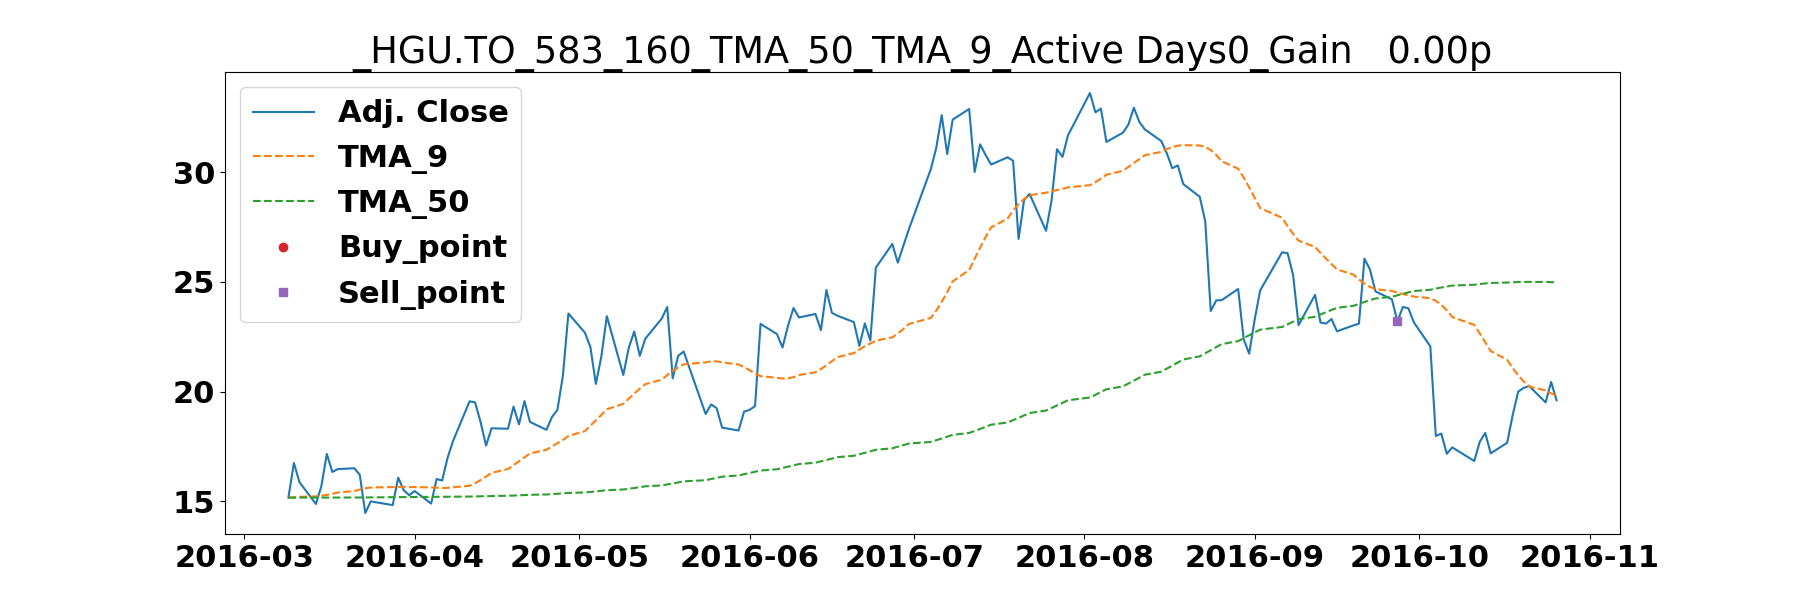 _HGU.TO_583_160_TMA_50_TMA_9_Active Days0_Gain   0.00p
Adj. Close
TMA_9
TMA_50
Buy_point
Sell_point
30
25
20
15
2016-03 2016-04 2016-05 2016-06 2016-07 2016-08 2016-09 2016-10 2016-11